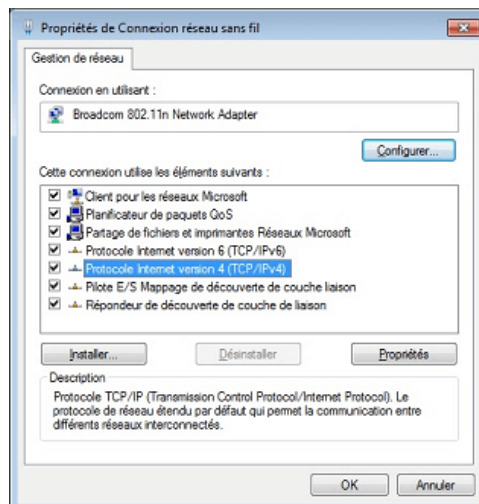 Propriétés de Connexion réseau sans fil
Gestion de réseau
Connexion en utilisant :
Broadcom 802.11n Network Adapter
Configurer...
Cette connexion utilise les éléments suivants :
Client pour les réseaux Microsoft
Planificateur de paquets QoS
Partage de fichiers et imprimantes Réseaux Microsoft
Protocole Internet version 6 (TCP/IPv6)
Protocole Internet version 4 (TCP/IPv4)
Pilote E/S Mappage de découverte de couche liaison
Répondeur de découverte de couche de liaison
Installer...
Désinstaller
Propriétés
Description
Protocole TCP/IP (Transmission Control Protocol/Internet Protocol). Le
protocole de réseau étendu par défaut qui permet la communication entre
différents réseaux interconnectés.
OK
Annuler